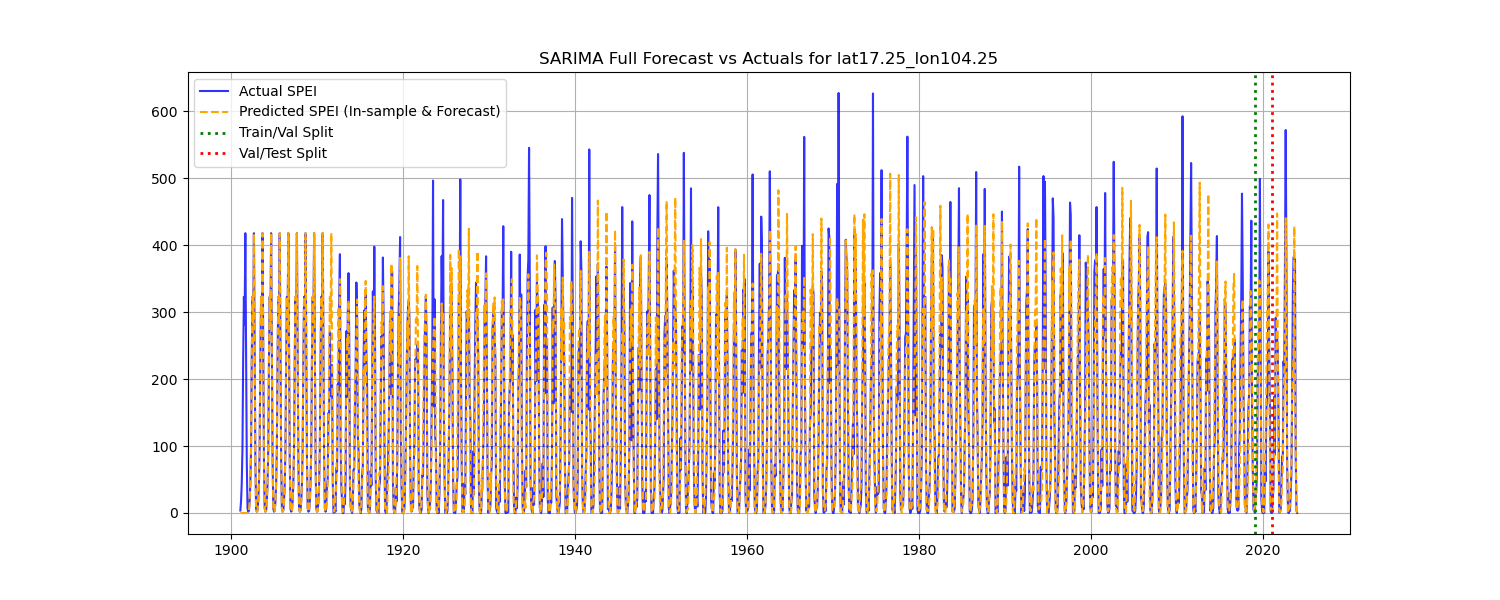 SARIMA Full Forecast vs Actuals for lat17.25_lon104.25
Actual SPEI
Predicted SPEI (In-sample & Forecast)
Train/Val Split
Val/Test Split
600
500
400
300
200
100
0
1900 1920 1940 1960 1980 2000 2020